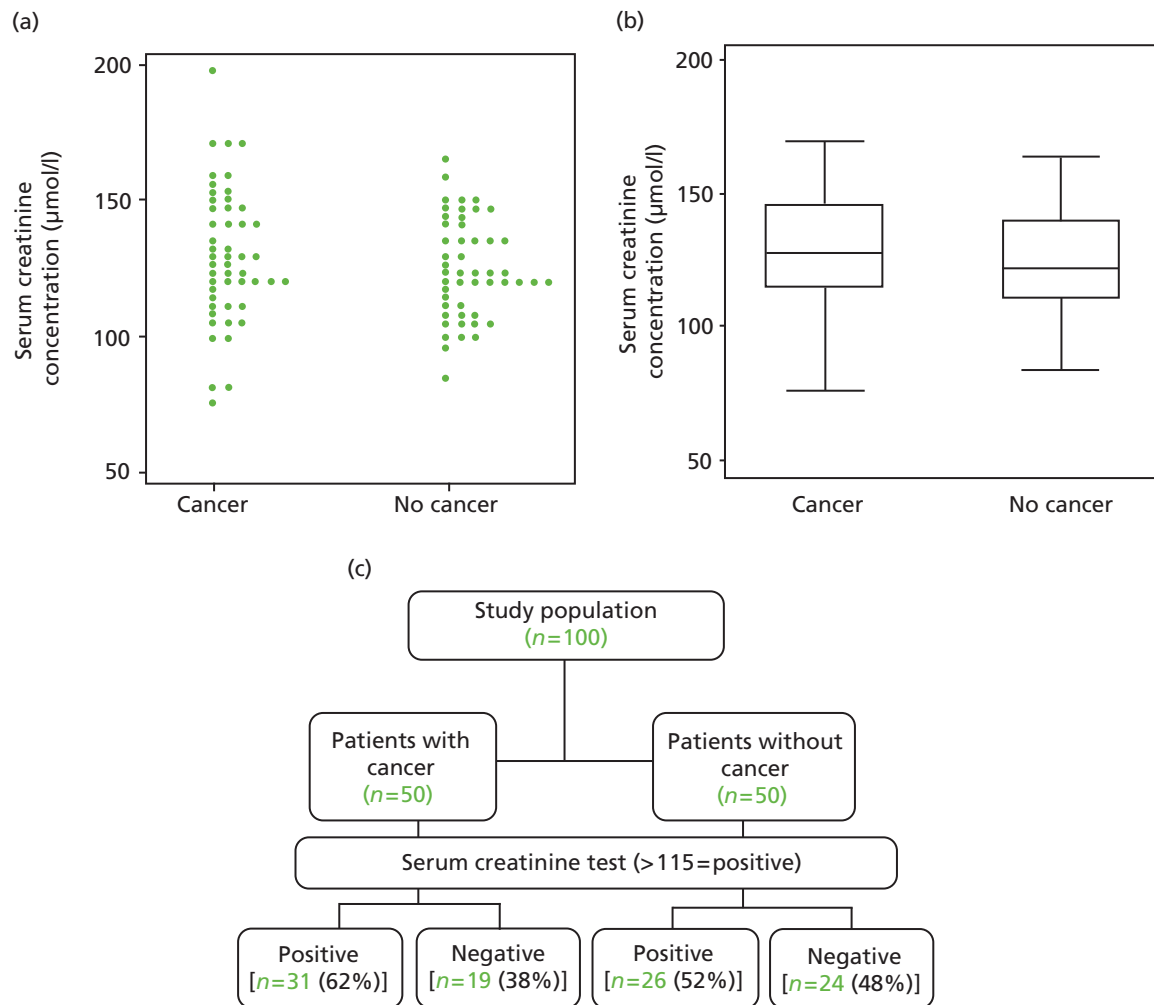 (a)
200
150
100
50
Serum creatinine
concentration (µmol/l)
Cancer
No cancer
(b)
200
150
100
50
Serum creatinine
concentration (µmol/l)
Cancer
No cancer
(c)
Study population
(n=100)
Patients with
cancer
(n=50)
Patients without
cancer
(n=50)
Serum creatinine test (>115=positive)
Positive
[n=31 (62%)]
Negative
[n=19 (38%)]
Positive
[n=26 (52%)]
Negative
[n=24 (48%)]